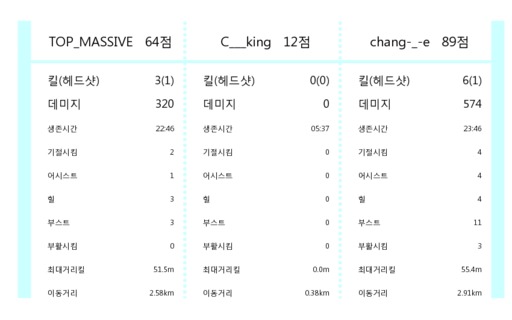 TOP_MASSIVE 64점 C___king 12점 chang-_-e 89점
킬(헤드샷) 3(1) 킬(헤드샷) 0(0) 킬(헤드샷) 6(1)
데미지 320 데미지 0 데미지 574
생존시간 22:46 생존시간 05:37 생존시간 23:46
기절시킴 2 기절시킴 0 기절시킴 4
어시스트 1 어시스트 0 어시스트 4
힐 3 힐 0 힐 4
부스트 3 부스트 0 부스트 11
부활시킴 0 부활시킴 0 부활시킴 3
최대거리킬 51.5m 최대거리킬 0.0m 최대거리킬 55.4m
이동거리 2.58km 이동거리 0.38km 이동거리 2.91km